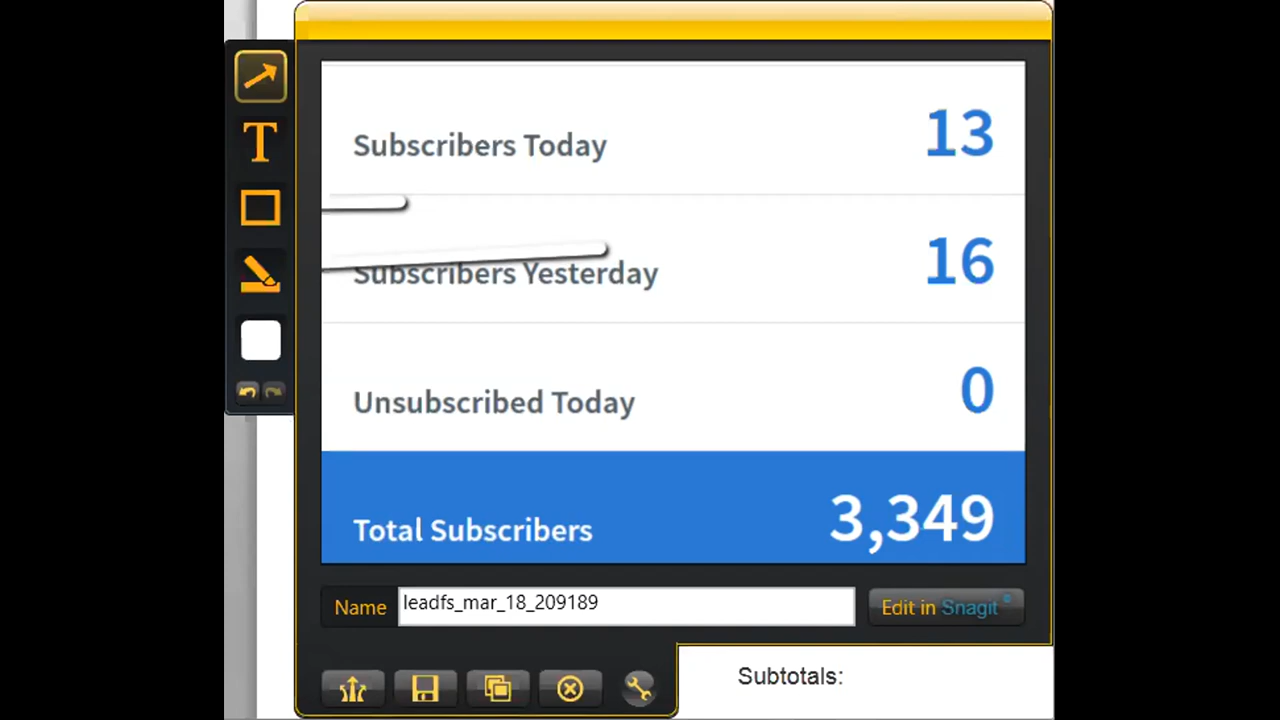 Subscribers Today 13
Subscribers Yesterday 16
Unsubscribed Today 0
Total Subscribers 3,349
Name leadfs_mar_18_209189 Edit in Snagit®
Subtotals: